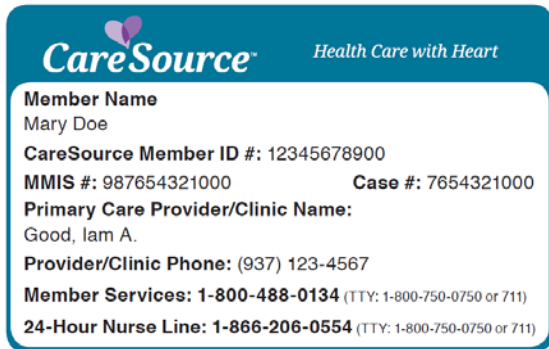 CareSource™ Health Care with Heart
Member Name
Mary Doe
CareSource Member ID #: 12345678900
MMIS #: 987654321000 Case #: 7654321000
Primary Care Provider/Clinic Name:
Good, Iam A.
Provider/Clinic Phone: (937) 123-4567
Member Services: 1-800-488-0134 (TTY: 1-800-750-0750 or 711)
24-Hour Nurse Line: 1-866-206-0554 (TTY: 1-800-750-0750 or 711)